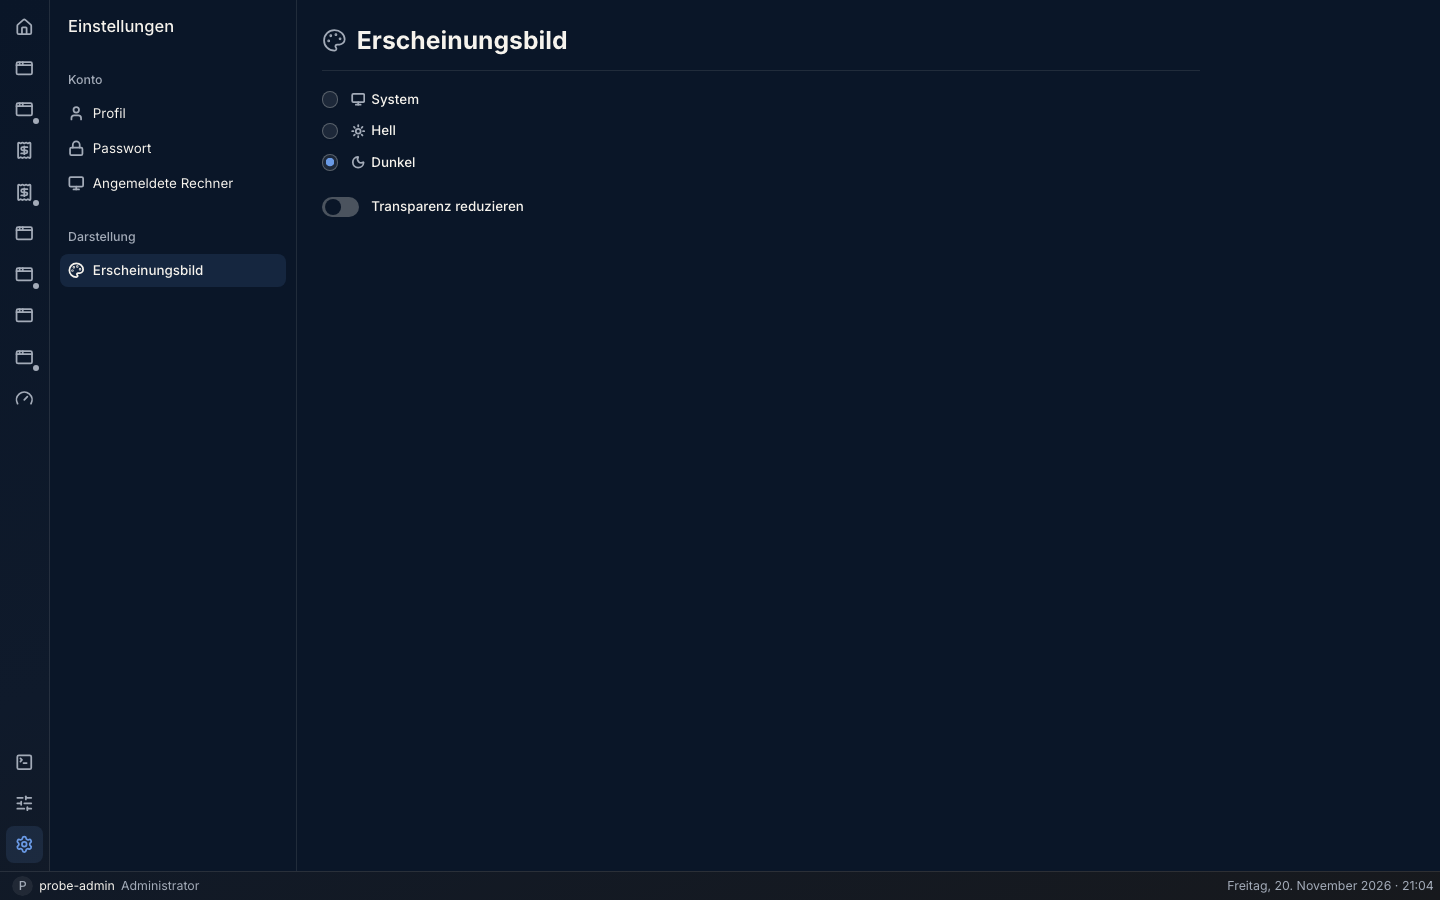 Einstellungen
Konto
Profil
Passwort
Angemeldete Rechner
Darstellung
Erscheinungsbild
Erscheinungsbild
System
Hell
Dunkel
Transparenz reduzieren
P probe-admin Administrator
Freitag, 20. November 2026 · 21:04